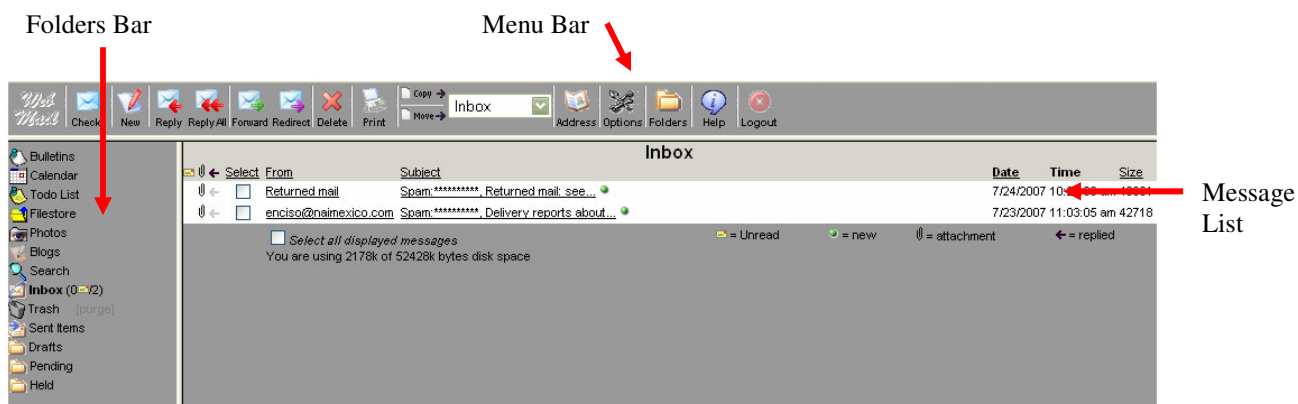 Folders Bar
Menu Bar
Web Mail
Check New Reply Reply All Forward Redirect Delete Print
Copy
Move
Inbox
Address Options Folders Help Logout
Bulletins
Calendar
Todo List
Filestore
Photos
Blogs
Search
Inbox (0/2)
Trash [purge]
Sent Items
Drafts
Pending
Held
Inbox
Select From Subject Date Time Size
Returned mail Spam:**********, Returned mail: see... 7/24/2007 am
enciso@naimexico.com Spam:**********, Delivery reports about... 7/23/2007 11:03:05 am 42718
Select all displayed messages
= Unread = new = attachment = replied
You are using 2178k of 52428k bytes disk space
Message
List